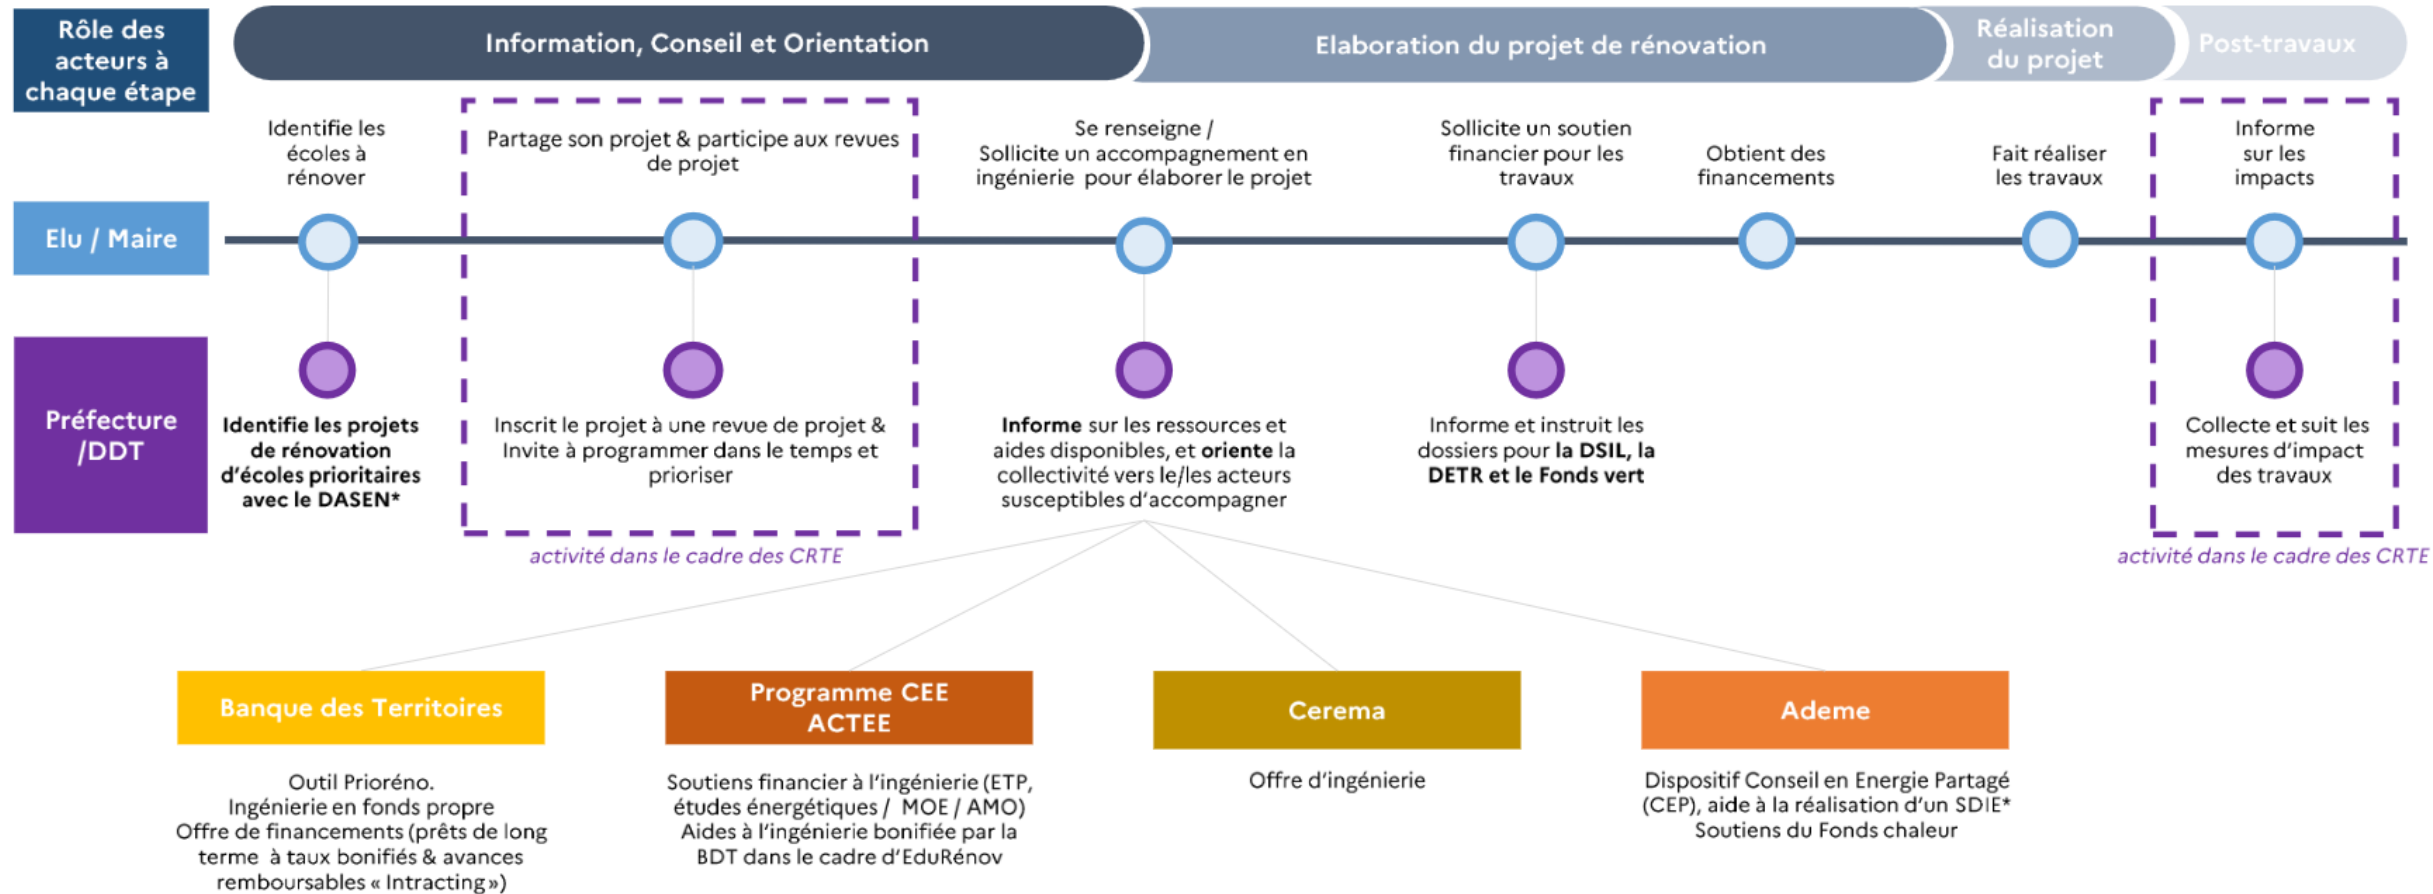 Rôle des
acteurs à
chaque étape
Information, Conseil et Orientation
Elaboration du projet de rénovation
Réalisation
du projet
Post-travaux
Identifie les
écoles à
rénover
Partage son projet & participe aux revues
de projet
Se renseigne /
Sollicite un accompagnement en
ingénierie pour élaborer le projet
Sollicite un soutien
financier pour les
travaux
Obtient des
financements
Fait réaliser
les travaux
Informe
sur les
impacts
Elu / Maire
Préfecture
/DDT
Identifie les projets
de rénovation
d'écoles prioritaires
avec le DASEN*
Inscrit le projet à une revue de projet &
Invite à programmer dans le temps et
prioriser
Informe sur les ressources et
aides disponibles, et oriente la
collectivité vers le/les acteurs
susceptibles d'accompagner
Informe et instruit les
dossiers pour la DSIL, la
DETR et le Fonds vert
Collecte et suit les
mesures d'impact
des travaux
activité dans le cadre des CRTE
activité dans le cadre des CRTE
Banque des Territoires
Outil Prioréno.
Ingénierie en fonds propre
Offre de financements (prêts de long
terme à taux bonifiés & avances
remboursables « Intracting »)
Programme CEE
ACTEE
Soutiens financier à l'ingénierie (ETP,
études énergétiques / MOE / AMO)
Aides à l'ingénierie bonifiée par la
BDT dans le cadre d'EduRénov
Cerema
Offre d'ingénierie
Ademe
Dispositif Conseil en Energie Partagé
(CEP), aide à la réalisation d'un SDIE*
Soutiens du Fonds chaleur